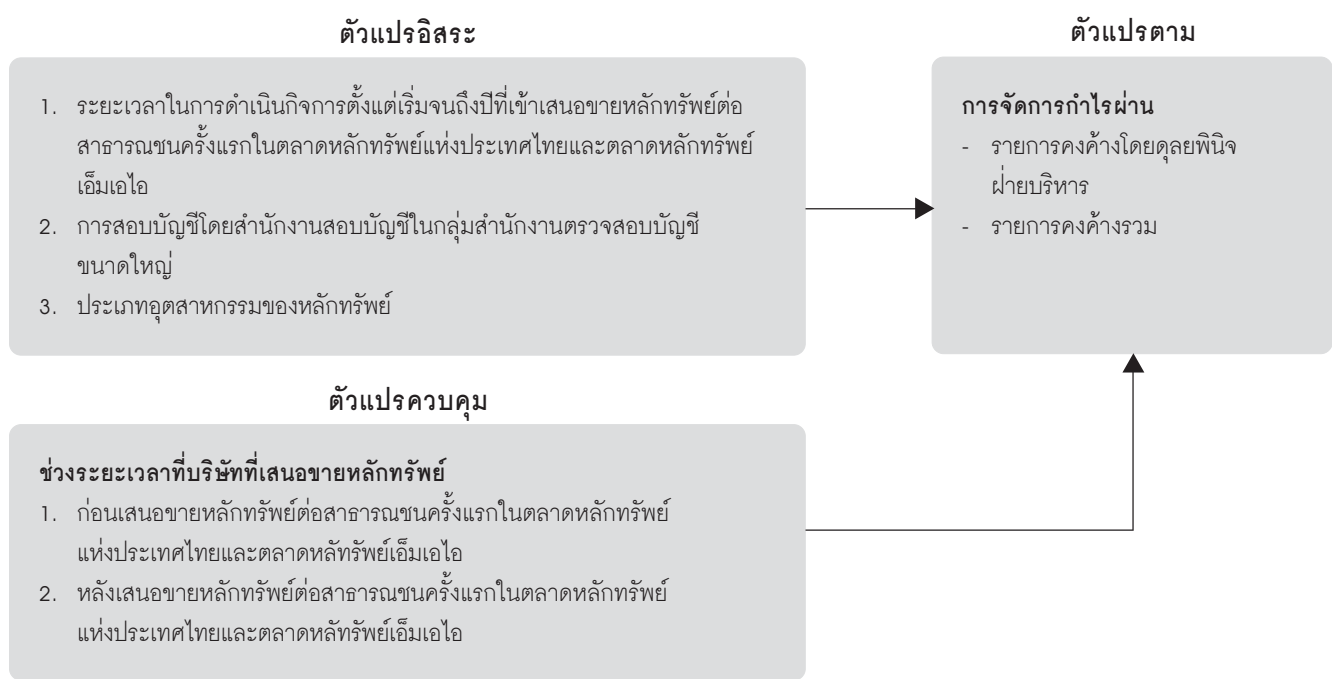 ตัวแปรอิสระ
1. ระยะเวลาในการดำเนินกิจการตั้งแต่เริ่มจนถึงปีที่เข้าเสนอขายหลักทรัพย์ต่อ
สาธารณชนครั้งแรกในตลาดหลักทรัพย์แห่งประเทศไทยและตลาดหลักทรัพย์
เอ็มเอไอ
2. การสอบบัญชีโดยสำนักงานสอบบัญชีในกลุ่มสำนักงานตรวจสอบบัญชี
ขนาดใหญ่
3. ประเภทอุตสาหกรรมของหลักทรัพย์
ตัวแปรตาม
การจัดการกำไรผ่าน
- รายการคงค้างโดยดุลยพินิจ
ฝ่ายบริหาร
- รายการคงค้างรวม
ตัวแปรควบคุม
ช่วงระยะเวลาที่บริษัทที่เสนอขายหลักทรัพย์
1. ก่อนเสนอขายหลักทรัพย์ต่อสาธารณชนครั้งแรกในตลาดหลักทรัพย์
แห่งประเทศไทยและตลาดหลัทรัพย์เอ็มเอไอ
2. หลังเสนอขายหลักทรัพย์ต่อสาธารณชนครั้งแรกในตลาดหลักทรัพย์
แห่งประเทศไทยและตลาดหลัทรัพย์เอ็มเอไอ